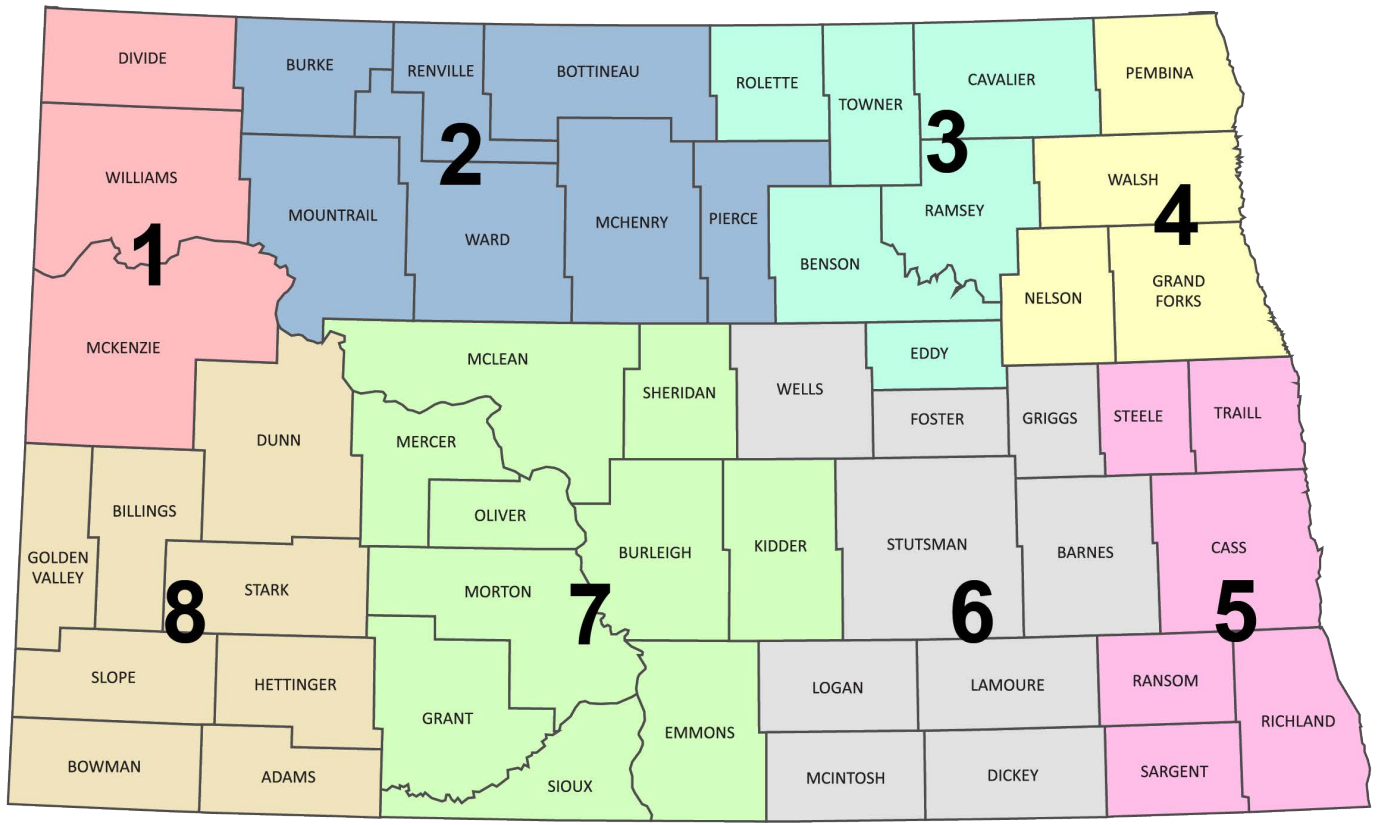 DIVIDE
BURKE
RENVILLE
BOTTINEAU
ROLETTE
TOWNER
CAVALIER
PEMBINA
WILLIAMS
MOUNTRAIL
2
WARD
MCHENRY
PIERCE
3
RAMSEY
BENSON
WALSH
4
NELSON
GRAND
FORKS
1
MCKENZIE
DUNN
MCLEAN
SHERIDAN
WELLS
EDDY
FOSTER
GRIGGS
STEELE
TRAILL
MERCER
OLIVER
BILLINGS
GOLDEN
VALLEY
STARK
8
MORTON
7
BURLEIGH
KIDDER
STUTSMAN
6
BARNES
CASS
5
SLOPE
HETTINGER
GRANT
EMMONS
LOGAN
LAMOURE
RANSOM
RICHLAND
BOWMAN
ADAMS
SIOUX
MCINTOSH
DICKEY
SARGENT